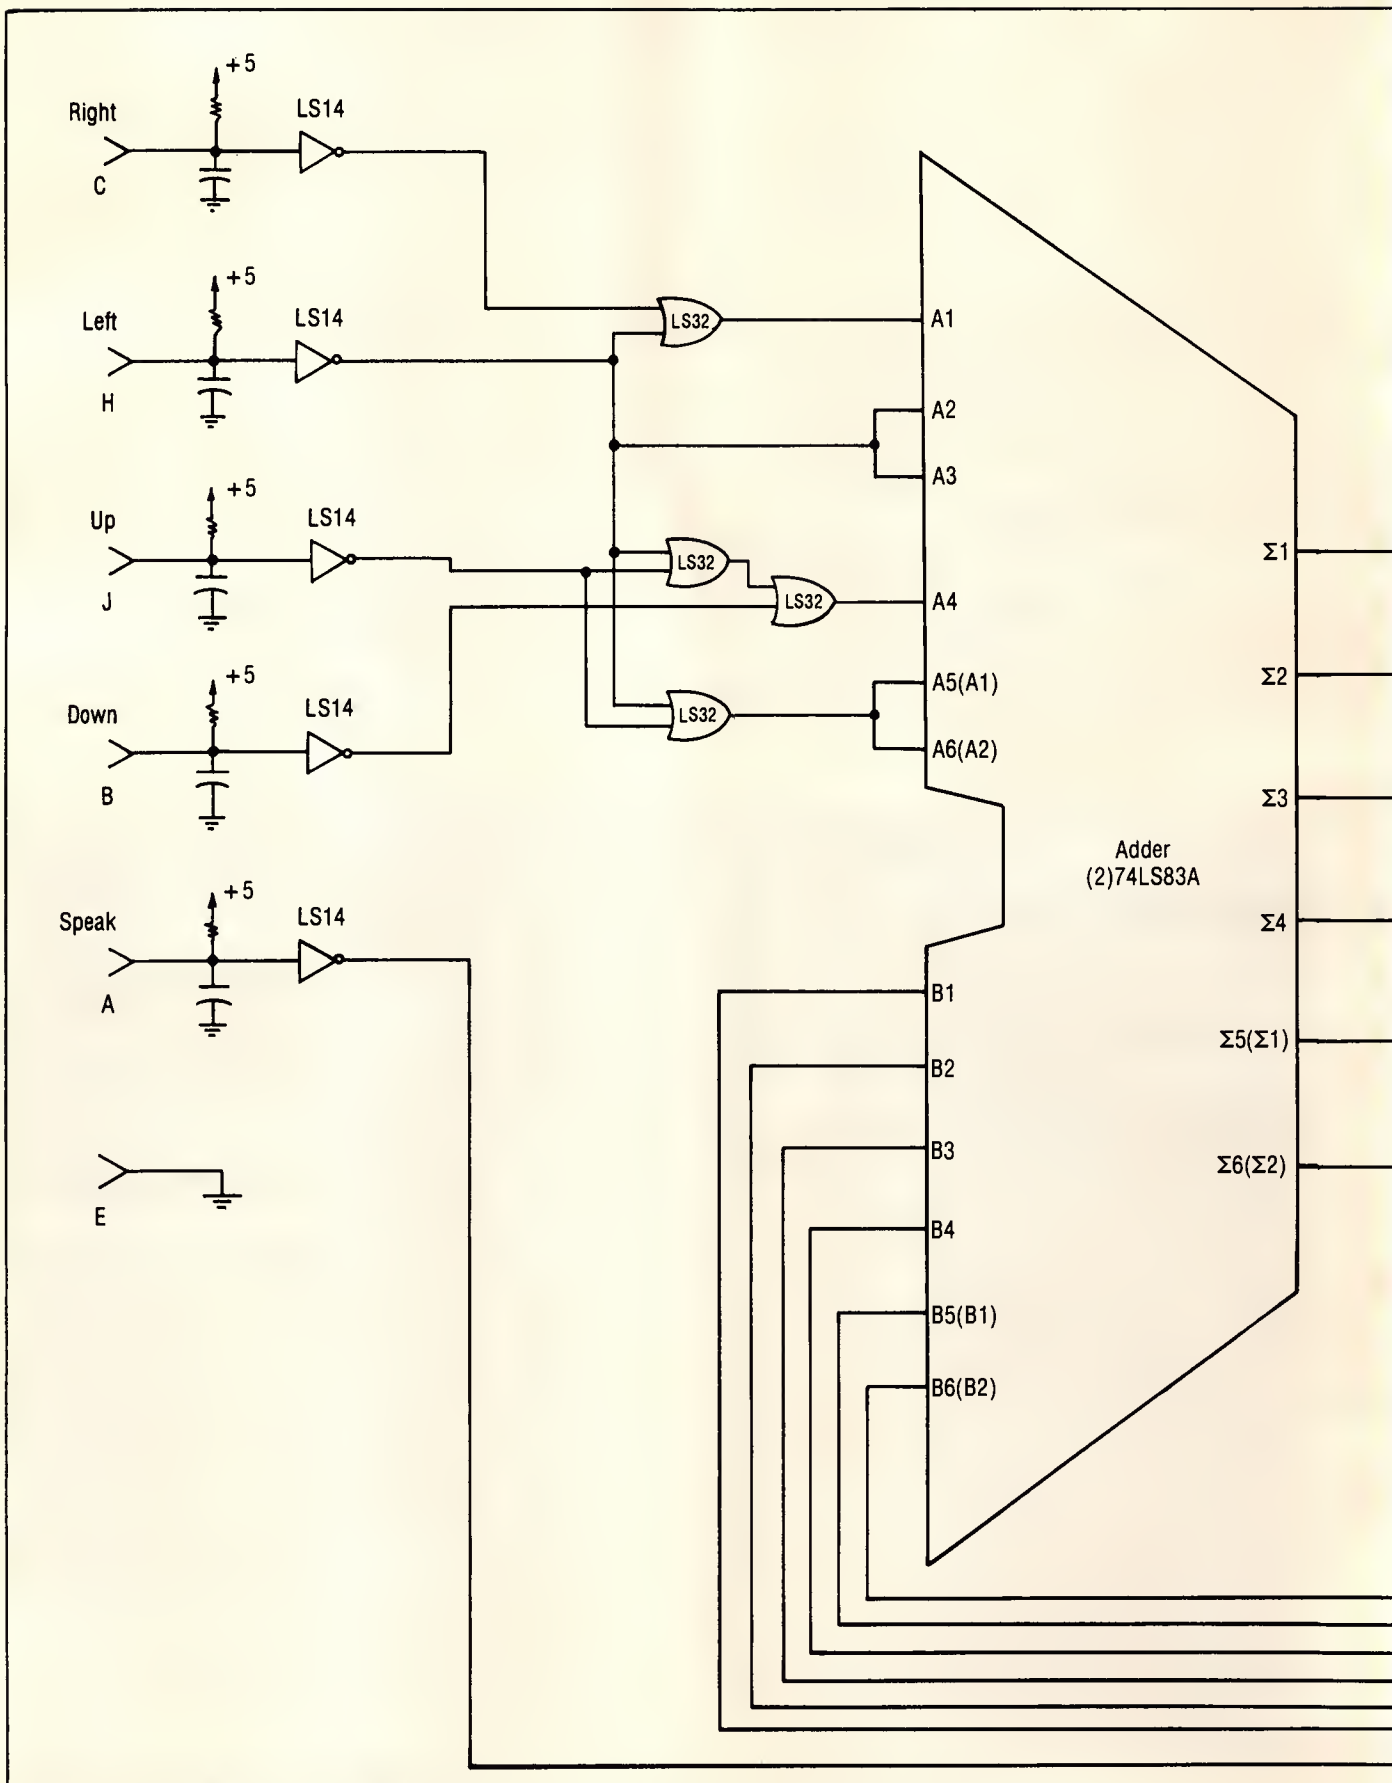 +5
Right
LS14
C
+5
Left
LS14
LS32
A1
H
A2
A3
+5
Up
LS14
LS32
Σ1
J
LS32
A4
+5
Down
LS14
LS32
A5(A1)
Σ2
A6(A2)
B
Σ3
Adder
(2)74LS83A
+5
Speak
LS14
Σ4
A
B1
Σ5(Σ1)
B2
B3
Σ6(Σ2)
E
B4
B5(B1)
B6(B2)